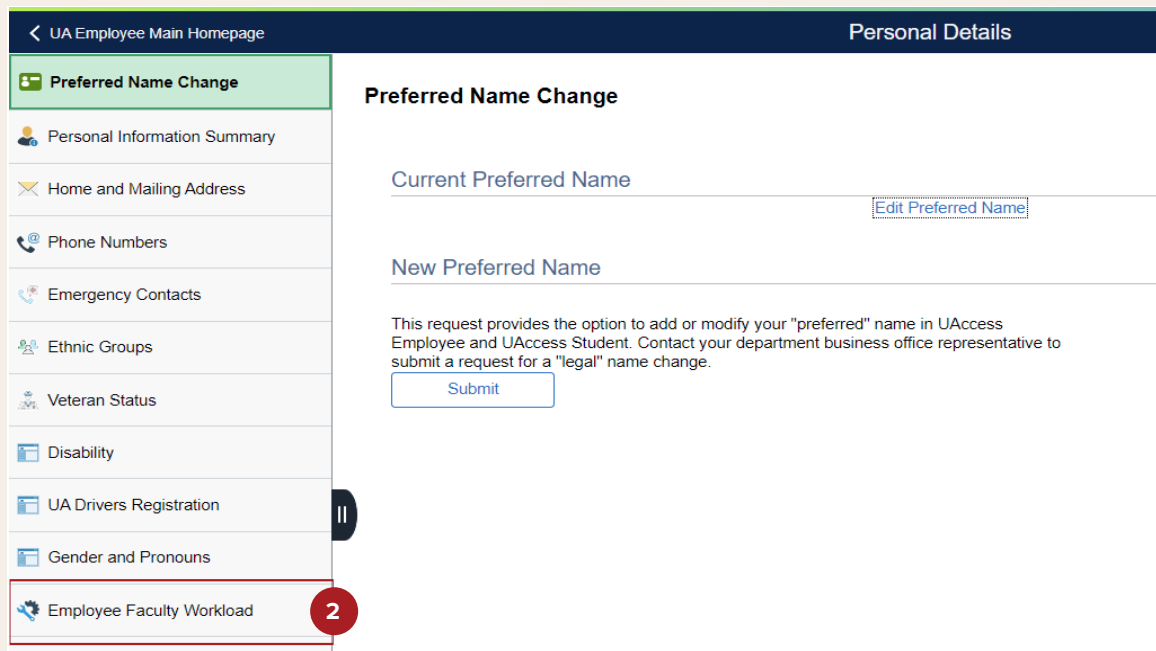 UA Employee Main Homepage
Personal Details
Preferred Name Change
Personal Information Summary
Home and Mailing Address
Phone Numbers
Emergency Contacts
Ethnic Groups
Veteran Status
Disability
UA Drivers Registration
Gender and Pronouns
Employee Faculty Workload
2
Preferred Name Change
Current Preferred Name
Edit Preferred Name
New Preferred Name
This request provides the option to add or modify your "preferred" name in UAccess
Employee and UAccess Student. Contact your department business office representative to
submit a request for a "legal" name change.
Submit